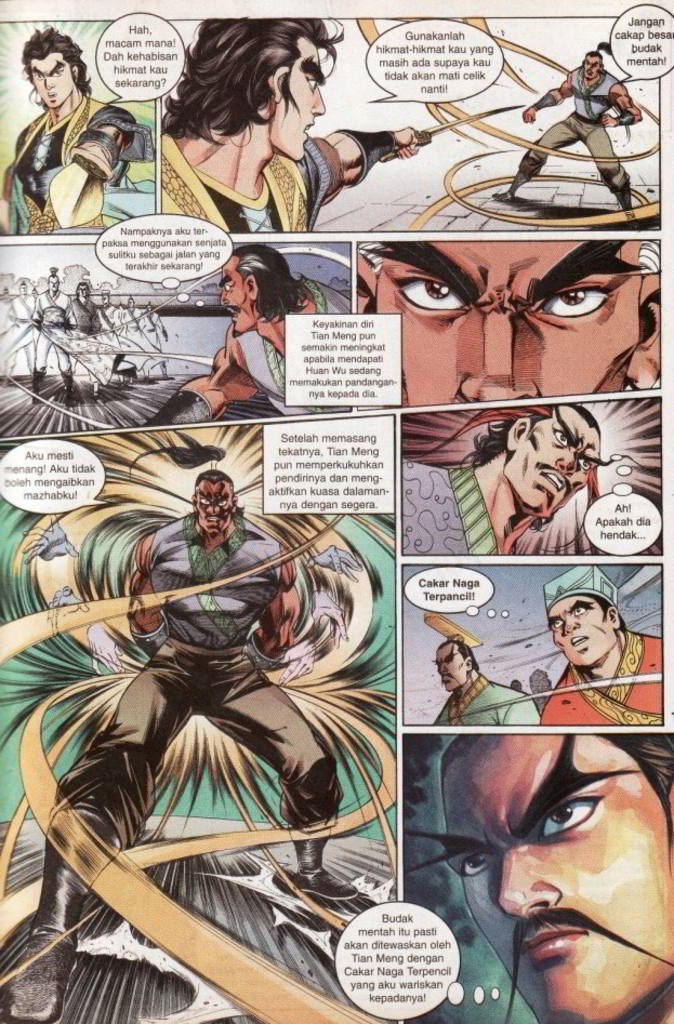 Hah,
macam mana!
Dah kehabisan
hikmat kau
sekarang?
Gunakanlah
hikmat-hikmat kau yang
masih ada supaya kau
tidak akan mati celik
nanti!
Jangan
cakap besar
budak
mentah!
Nampaknya aku ter-
paksa menggunakan senjata
sulitku sebagai jalan yang
terakhir sekarang!
Keyakinan diri
Tian Meng pun
semakin meningkat
apabila mendapati
Huan Wu sedang
memakukan pandangan-
nya kepada dia.
Aku mesti
menang! Aku tidak
boleh mengaibkan
mazhabku!
Setelah memasang
tekatnya, Tian Meng
pun memperkukuhkan
pendirinya dan meng-
aktifkan kuasa dalaman-
nya dengan segera.
Ah!
Apakah dia
hendak...
Cakar Naga
Terpancil!
Budak
mentah itu pasti
akan ditewaskan oleh
Tian Meng dengan
Cakar Naga Terpencil
yang aku wariskan
kepadanya!